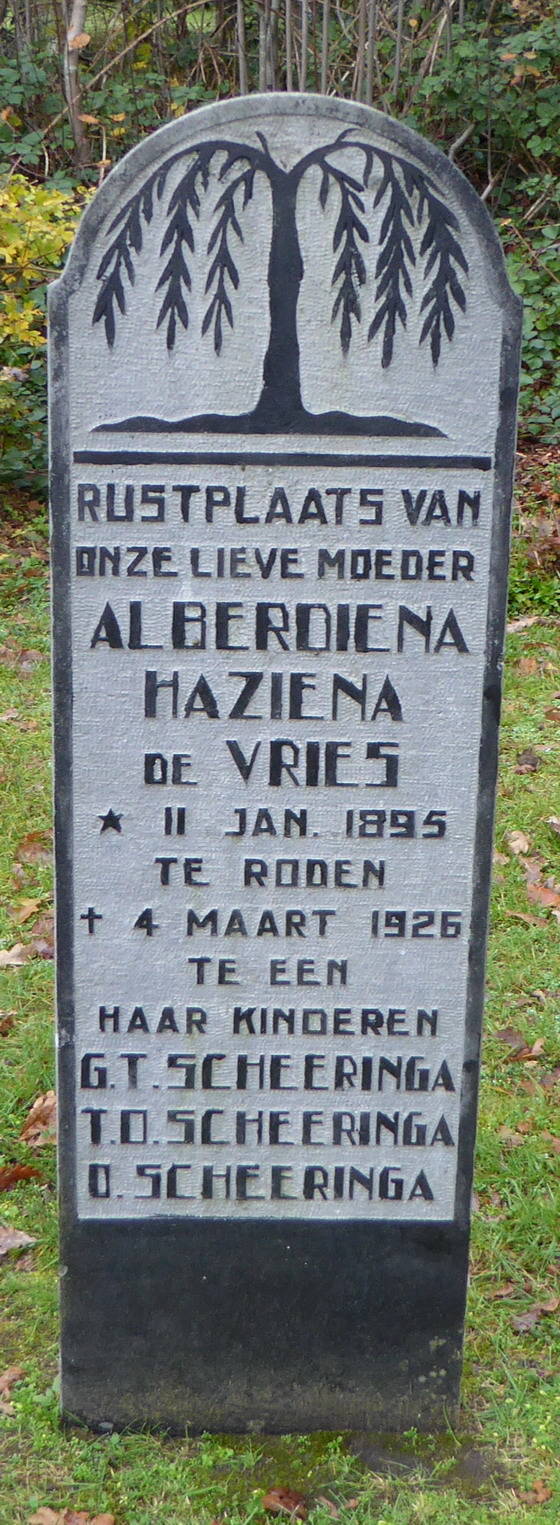 RUSTPLAATS VAN
ONZE LIEVE MOEDER
ALBERDIENA
HAZIENA
DE VRIES
★ 11 JAN. 1895
TE RODEN
† 4 MAART 1926
TE EEN
HAAR KINDEREN
G.T. SCHEERINGA
T.D. SCHEERINGA
D. SCHEERINGA